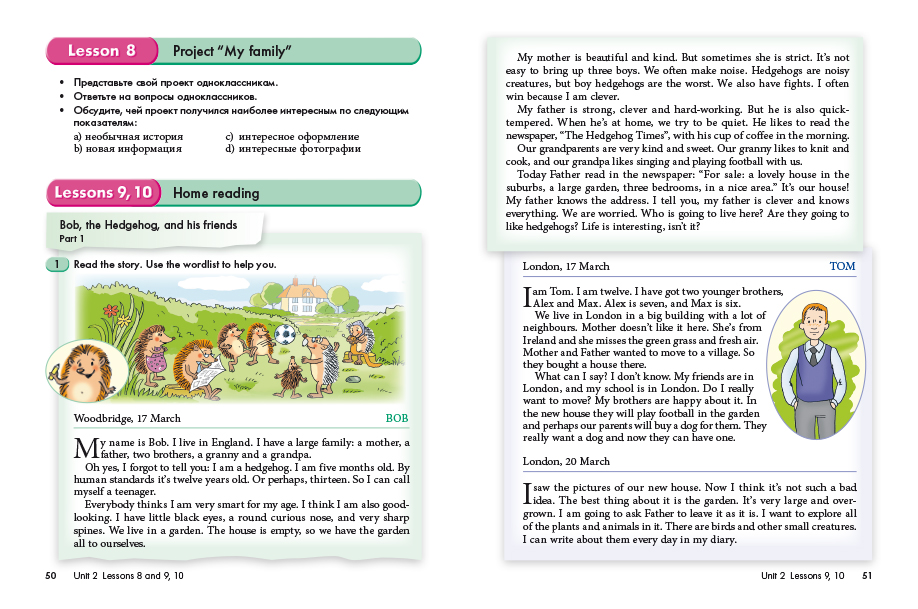 Lesson 8 Project “My family”
• Представьте свой проект одноклассникам.
• Ответьте на вопросы одноклассников.
• Обсудите, чей проект получился наиболее интересным по следующим
показателям:
a) необычная история c) интересное оформление
b) новая информация d) интересные фотографии
Lessons 9, 10 Home reading
Bob, the Hedgehog, and his friends
Part 1
1 Read the story. Use the wordlist to help you.
Woodbridge, 17 March BOB
My name is Bob. I live in England. I have a large family: a mother, a
father, two brothers, a granny and a grandpa.
Oh yes, I forgot to tell you: I am a hedgehog. I am five months old. By
human standards it’s twelve years old. Or perhaps, thirteen. So I can call
myself a teenager.
Everybody thinks I am very smart for my age. I think I am also good-
looking. I have little black eyes, a round curious nose, and very sharp
spines. We live in a garden. The house is empty, so we have the garden
all to ourselves.
50 Unit 2 Lessons 8 and 9, 10
My mother is beautiful and kind. But sometimes she is strict. It’s not
easy to bring up three boys. We often make noise. Hedgehogs are noisy
creatures, but boy hedgehogs are the worst. We also have fights. I often
win because I am clever.
My father is strong, clever and hard-working. But he is also quick-
tempered. When he’s at home, we try to be quiet. He likes to read the
newspaper, “The Hedgehog Times”, with his cup of coffee in the morning.
Our grandparents are very kind and sweet. Our granny likes to knit and
cook, and our grandpa likes singing and playing football with us.
Today Father read in the newspaper: “For sale: a lovely house in the
suburbs, a large garden, three bedrooms, in a nice area.” It’s our house!
My father knows the address. I tell you, my father is clever and knows
everything. We are worried. Who is going to live here? Are they going to
like hedgehogs? Life is interesting, isn’t it?
London, 17 March TOM
I am Tom. I am twelve. I have got two younger brothers,
Alex and Max. Alex is seven, and Max is six.
We live in London in a big building with a lot of
neighbours. Mother doesn’t like it here. She’s from
Ireland and she misses the green grass and fresh air.
Mother and Father wanted to move to a village. So
they bought a house there.
What can I say? I don’t know. My friends are in
London, and my school is in London. Do I really
want to move? My brothers are happy about it. In
the new house they will play football in the garden
and perhaps our parents will buy a dog for them. They
really want a dog and now they can have one.
London, 20 March
I saw the pictures of our new house. Now I think it’s not such a bad
idea. The best thing about it is the garden. It’s very large and over-
grown. I am going to ask Father to leave it as it is. I want to explore all
of the plants and animals in it. There are birds and other small creatures.
I can write about them every day in my diary.
Unit 2 Lessons 9, 10 51